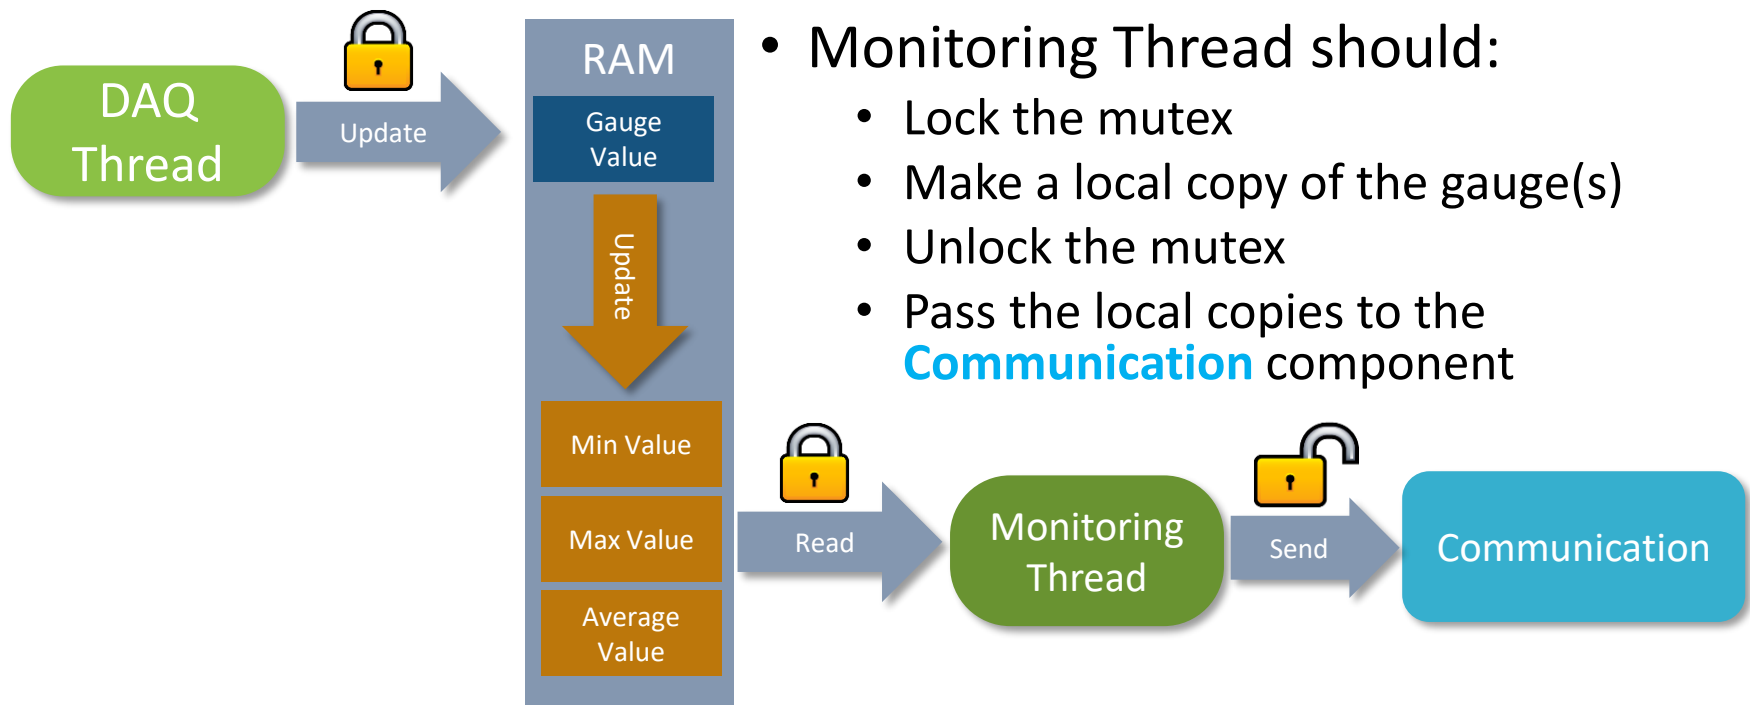 DAQ
Thread
Update
RAM
Gauge
Value
Update
Min Value
Max Value
Average
Value
• Monitoring Thread should:
• Lock the mutex
• Make a local copy of the gauge(s)
• Unlock the mutex
• Pass the local copies to the
Communication component
Read
Monitoring
Thread
Send
Communication